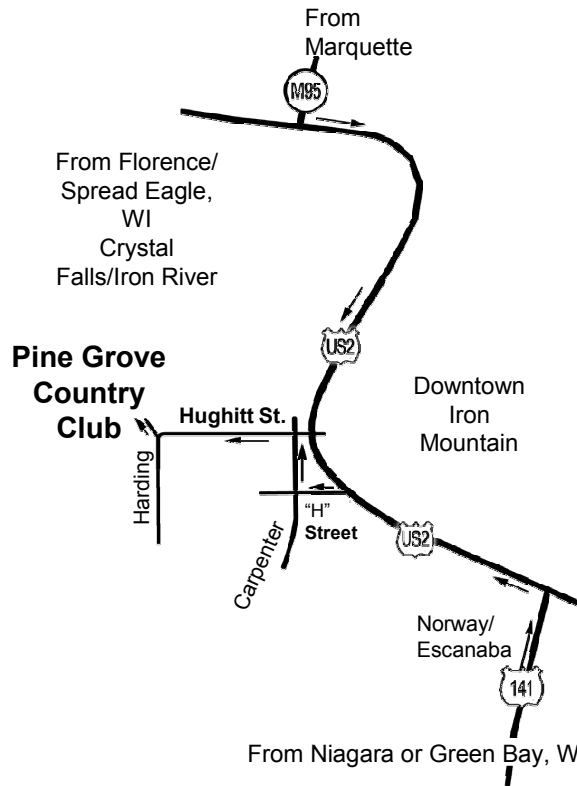 From
Marquette
M95
From Florence/
Spread Eagle,
WI
Crystal
Falls/Iron River
US2
Pine Grove
Country
Club
Downtown
Iron
Mountain
Hughitt St.
Harding
"H"
Street
Carpenter
US2
Norway/
Escanaba
141
From Niagara or Green Bay, W